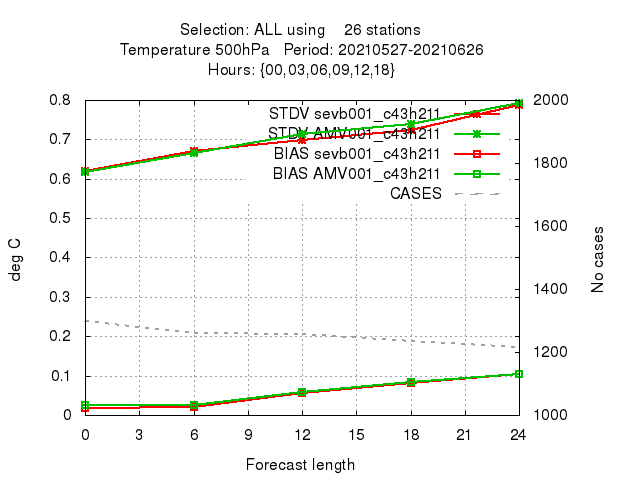 Selection: ALL using 26 stations
Temperature 500hPa Period: 20210527-20210626
Hours: {00,03,06,09,12,18}
0.8
0.7
0.6
0.5
0.4
0.3
0.2
0.1
0
2000
1800
1600
1400
1200
1000
deg C
No cases
STDV sevb001_c43h211
STDV AMV001_c43h211
BIAS sevb001_c43h211
BIAS AMV001_c43h211
CASES
0 3 6 9 12 15 18 21 24
Forecast length